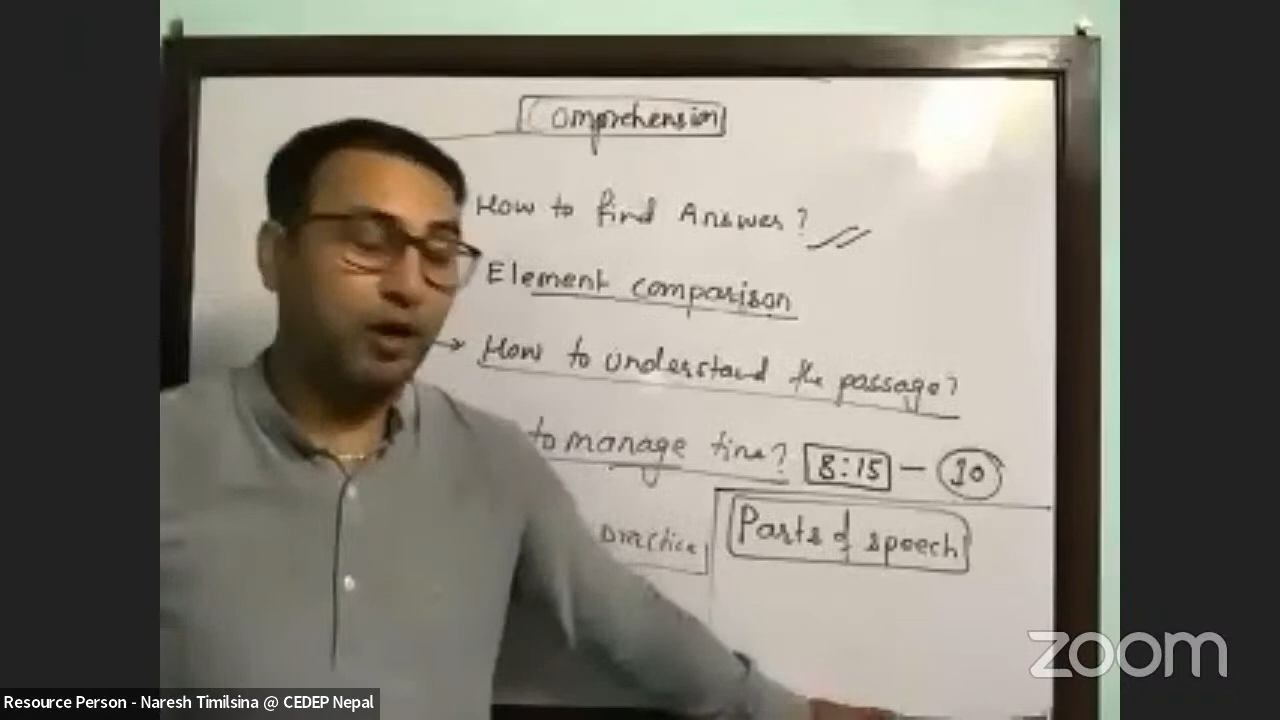 Comprehension
How to find Answer?
Element comparison
→ How to understand the passage?
to manage time? 8:15 - 10
Practice
Parts of speech
zoom
Resource Person - Naresh Timilsina @ CEDEP Nepal